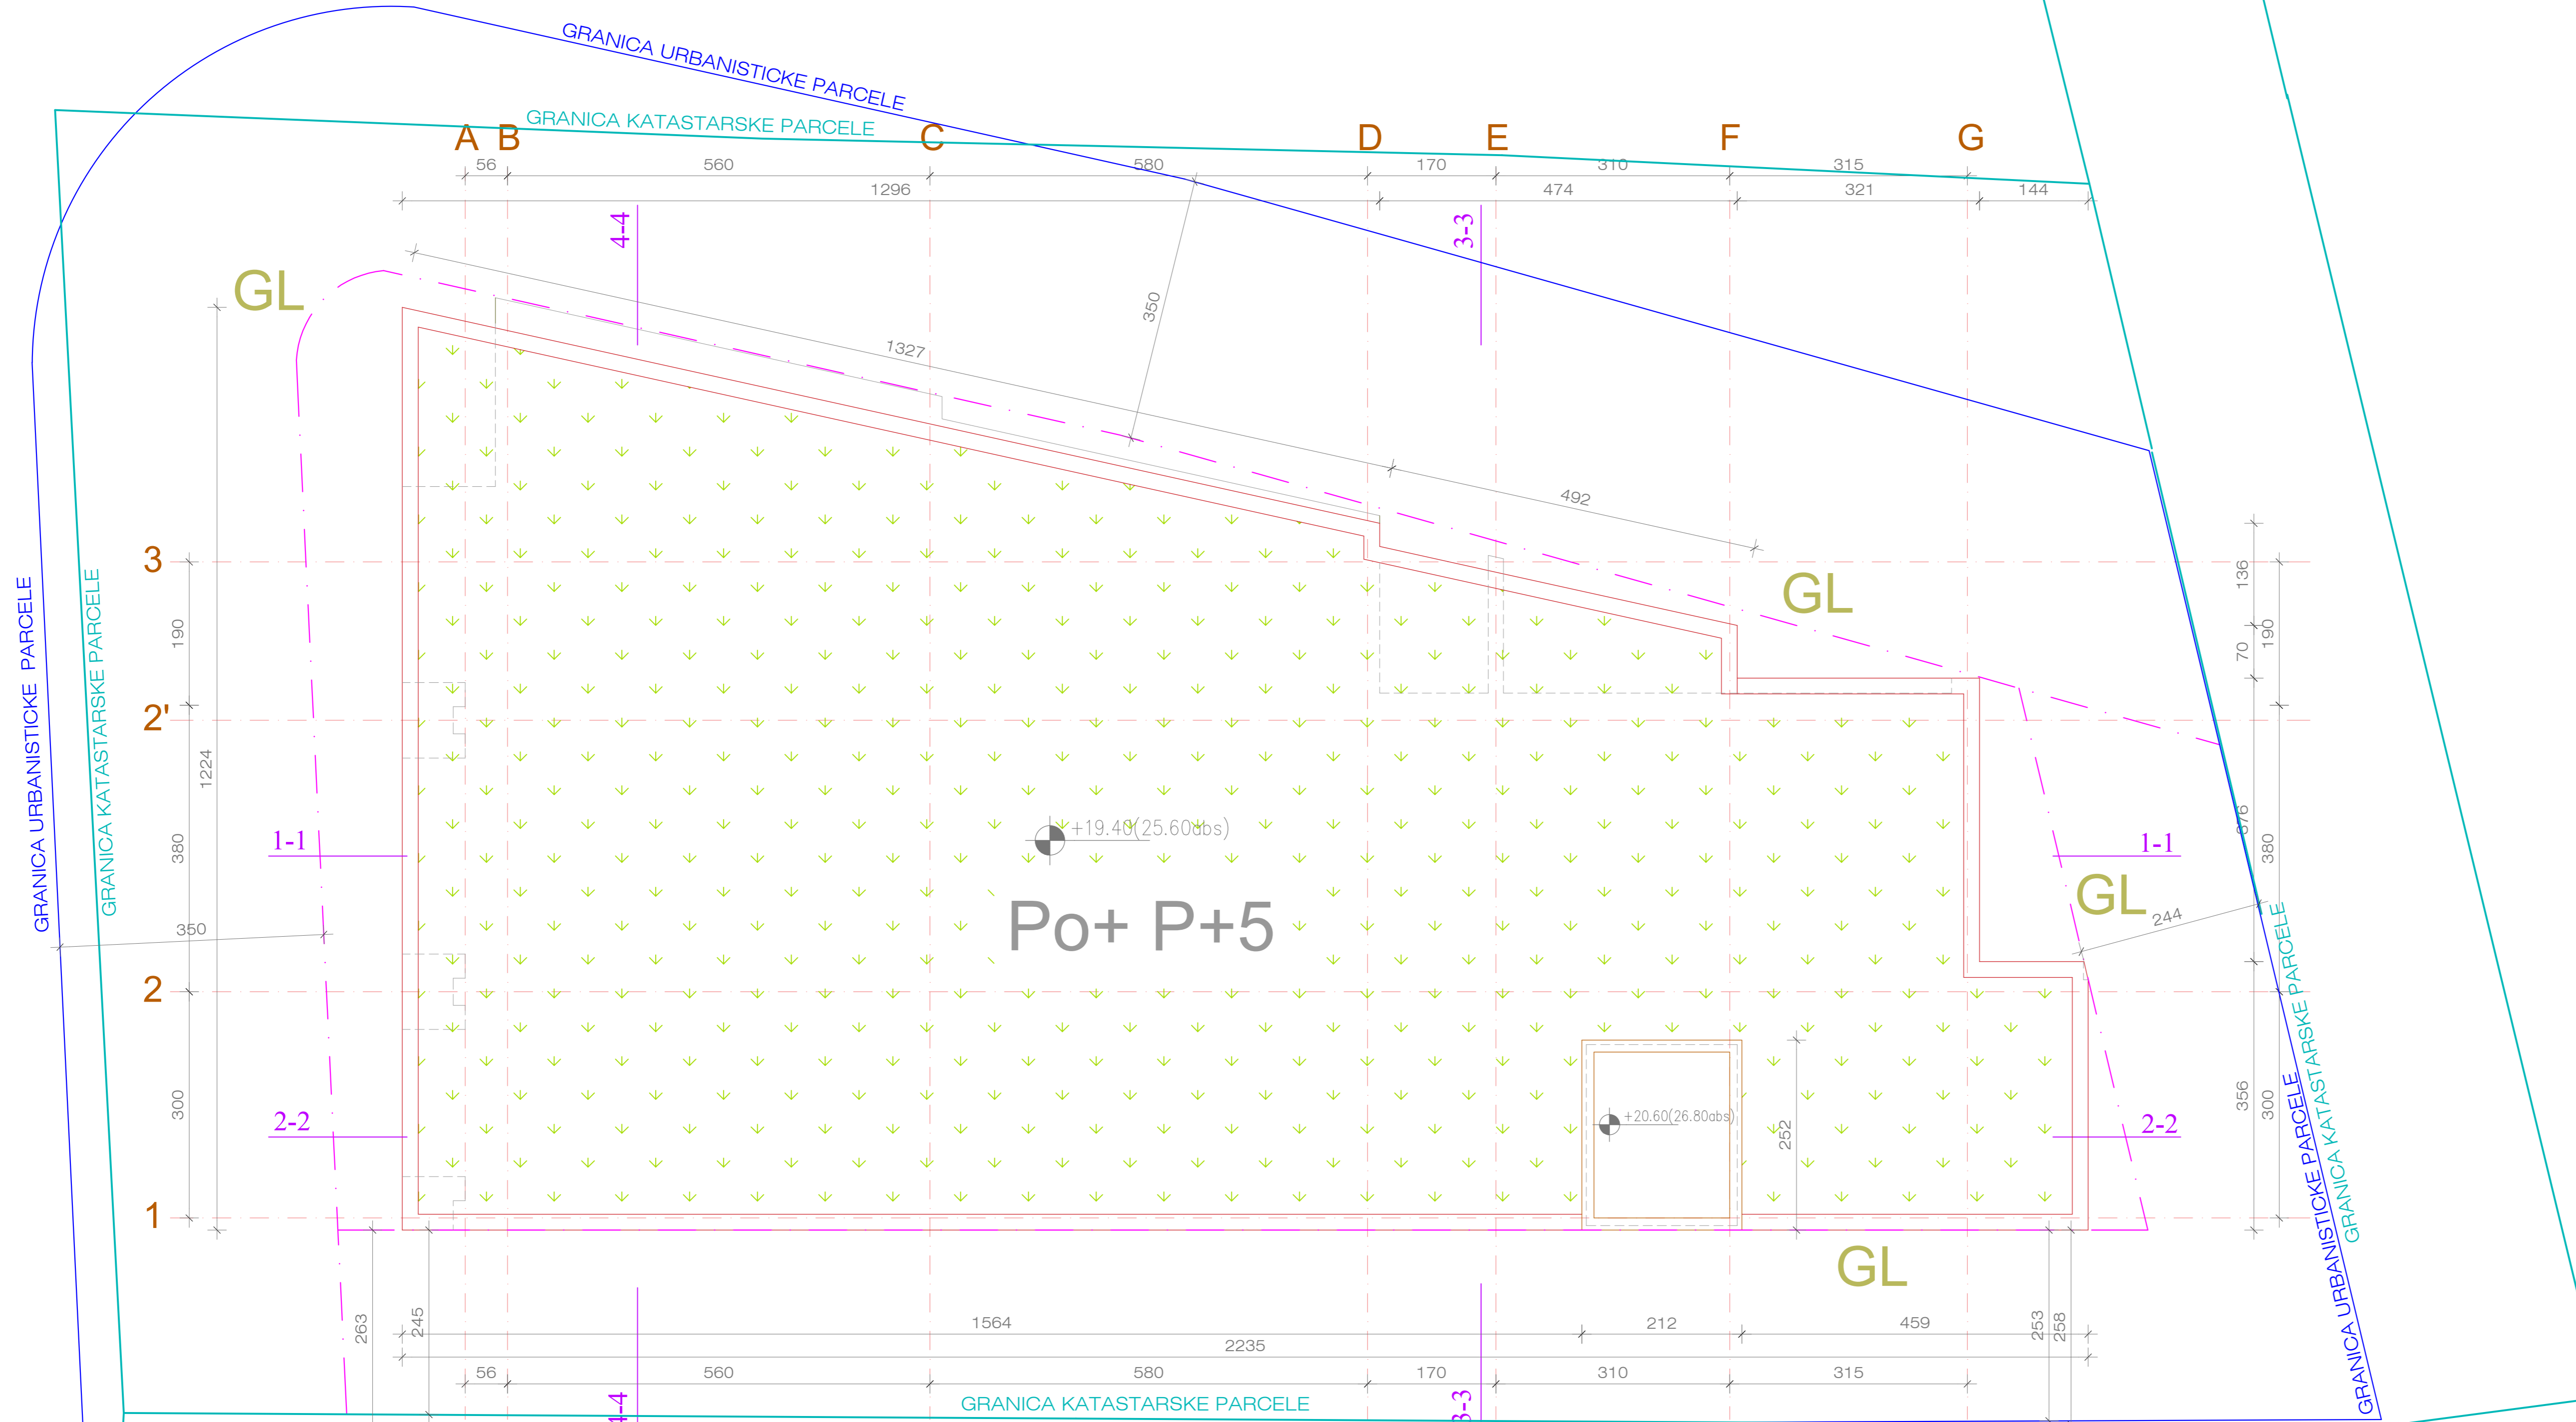 GRANICA URBANISTICKE PARCELE
GRANICA KATASTARSKE PARCELE
A B C D E F G
56 560 580 170 310 315
1296 474 321 144
4-4 3-3
GL
350
1327
492
3
GL
136
190
70
190
2'
1224
GRANICA URBANISTICKE PARCELE
GRANICA KATASTARSKE PARCELE
380
+19.40(25.60abs)
1-1 1-1
380
GL
244
350
Po+ P+5
2
300
+20.60(26.80abs)
252
356
300
2-2 2-2
GRANICA KATASTARSKE PARCELE
GRANICA URBANISTICKE PARCELE
1
GL
263 245
253 258
1564 212 459
2235
56 560 580 170 310 315
4-4 3-3
GRANICA KATASTARSKE PARCELE